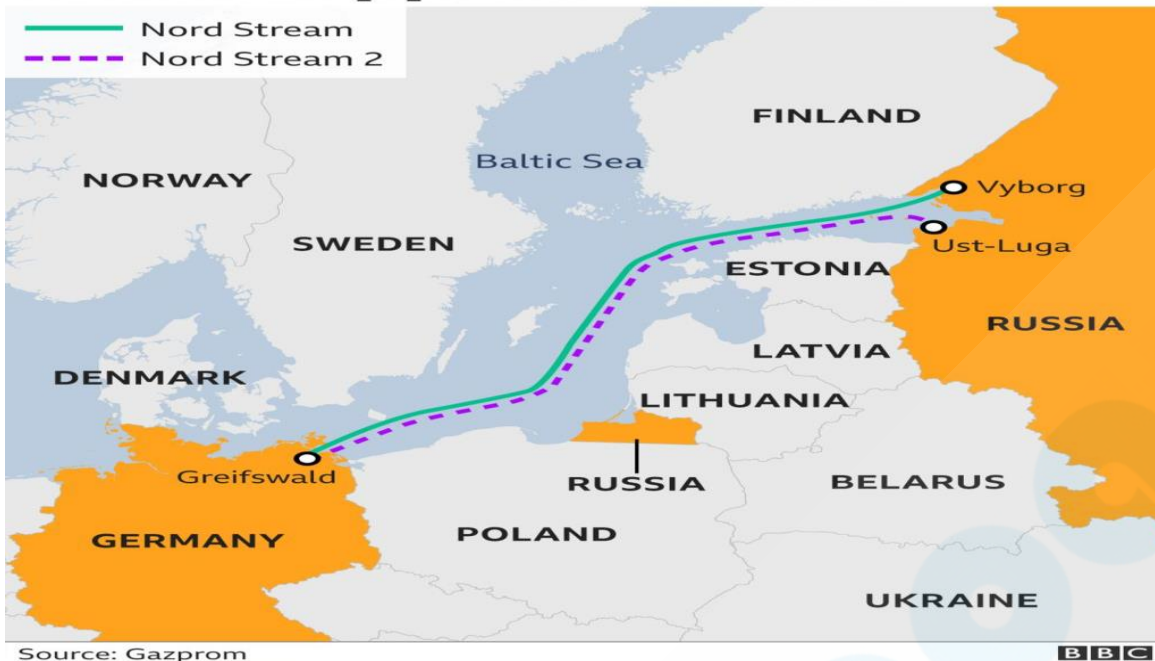 Nord Stream
Nord Stream 2
FINLAND
Baltic Sea
NORWAY
Vyborg
SWEDEN
Ust-Luga
ESTONIA
RUSSIA
LATVIA
DENMARK
LITHUANIA
Greifswald
RUSSIA
BELARUS
POLAND
GERMANY
UKRAINE
Source: Gazprom
BBC